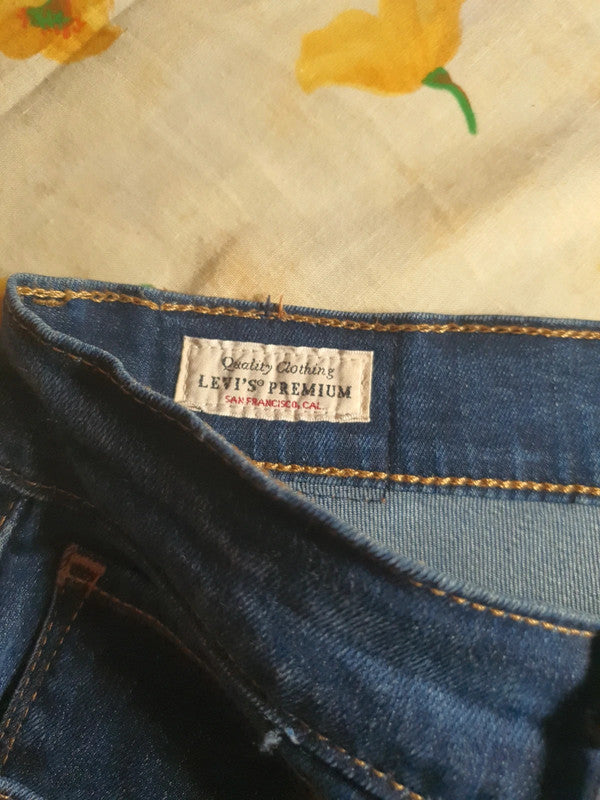 Quality Clothing
LEVI'S® PREMIUM
SAN FRANCISCO, CAL.